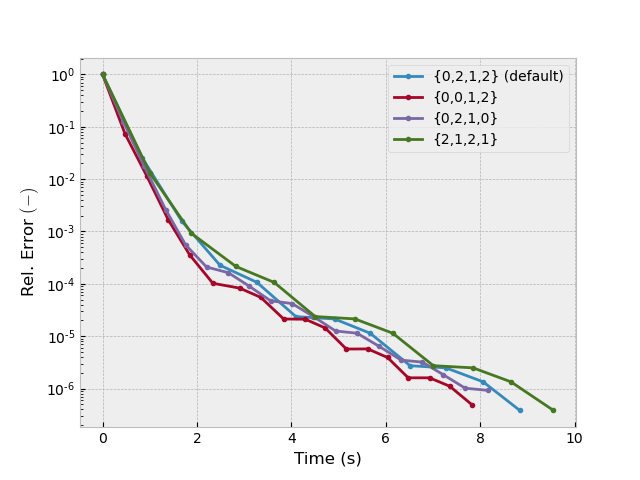 {0,2,1,2} (default)
{0,0,1,2}
{0,2,1,0}
{2,1,2,1}
10⁰
10⁻¹
10⁻²
10⁻³
10⁻⁴
10⁻⁵
10⁻⁶
Rel. Error (−)
0 2 4 6 8 10
Time (s)